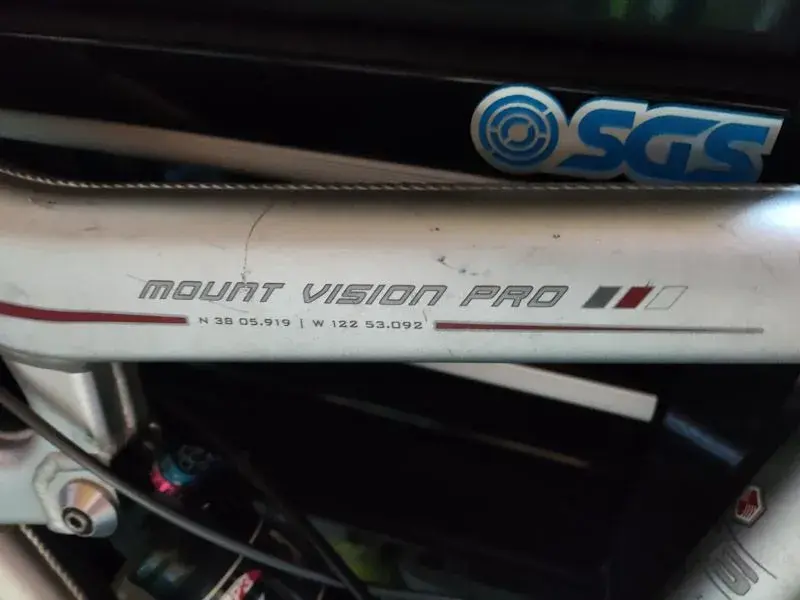 SGS
MOUNT VISION PRO
N 38 05.919 | W 122 53.092